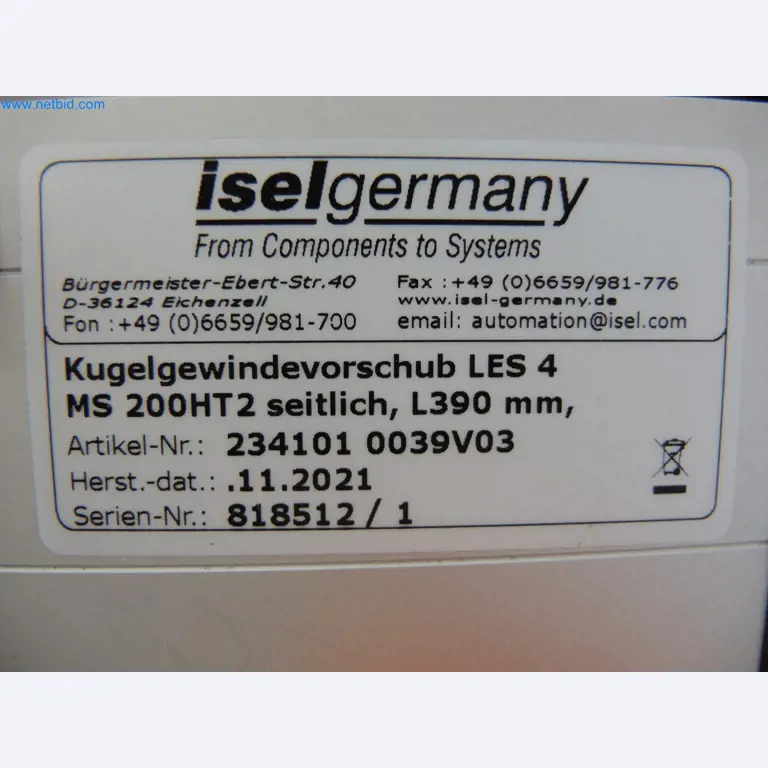 www.netbid.com
iselgermany
From Components to Systems
Bürgermeister-Ebert-Str.40
D-36124 Eichenzell
Fon :+49 (0)6659/981-700
Fax :+49 (0)6659/981-776
www.isel-germany.de
email: automation@isel.com
Kugelgewindevorschub LES 4
MS 200HT2 seitlich, L390 mm,
Artikel-Nr.: 234101 0039V03
Herst.-dat.: .11.2021
Serien-Nr.: 818512 / 1